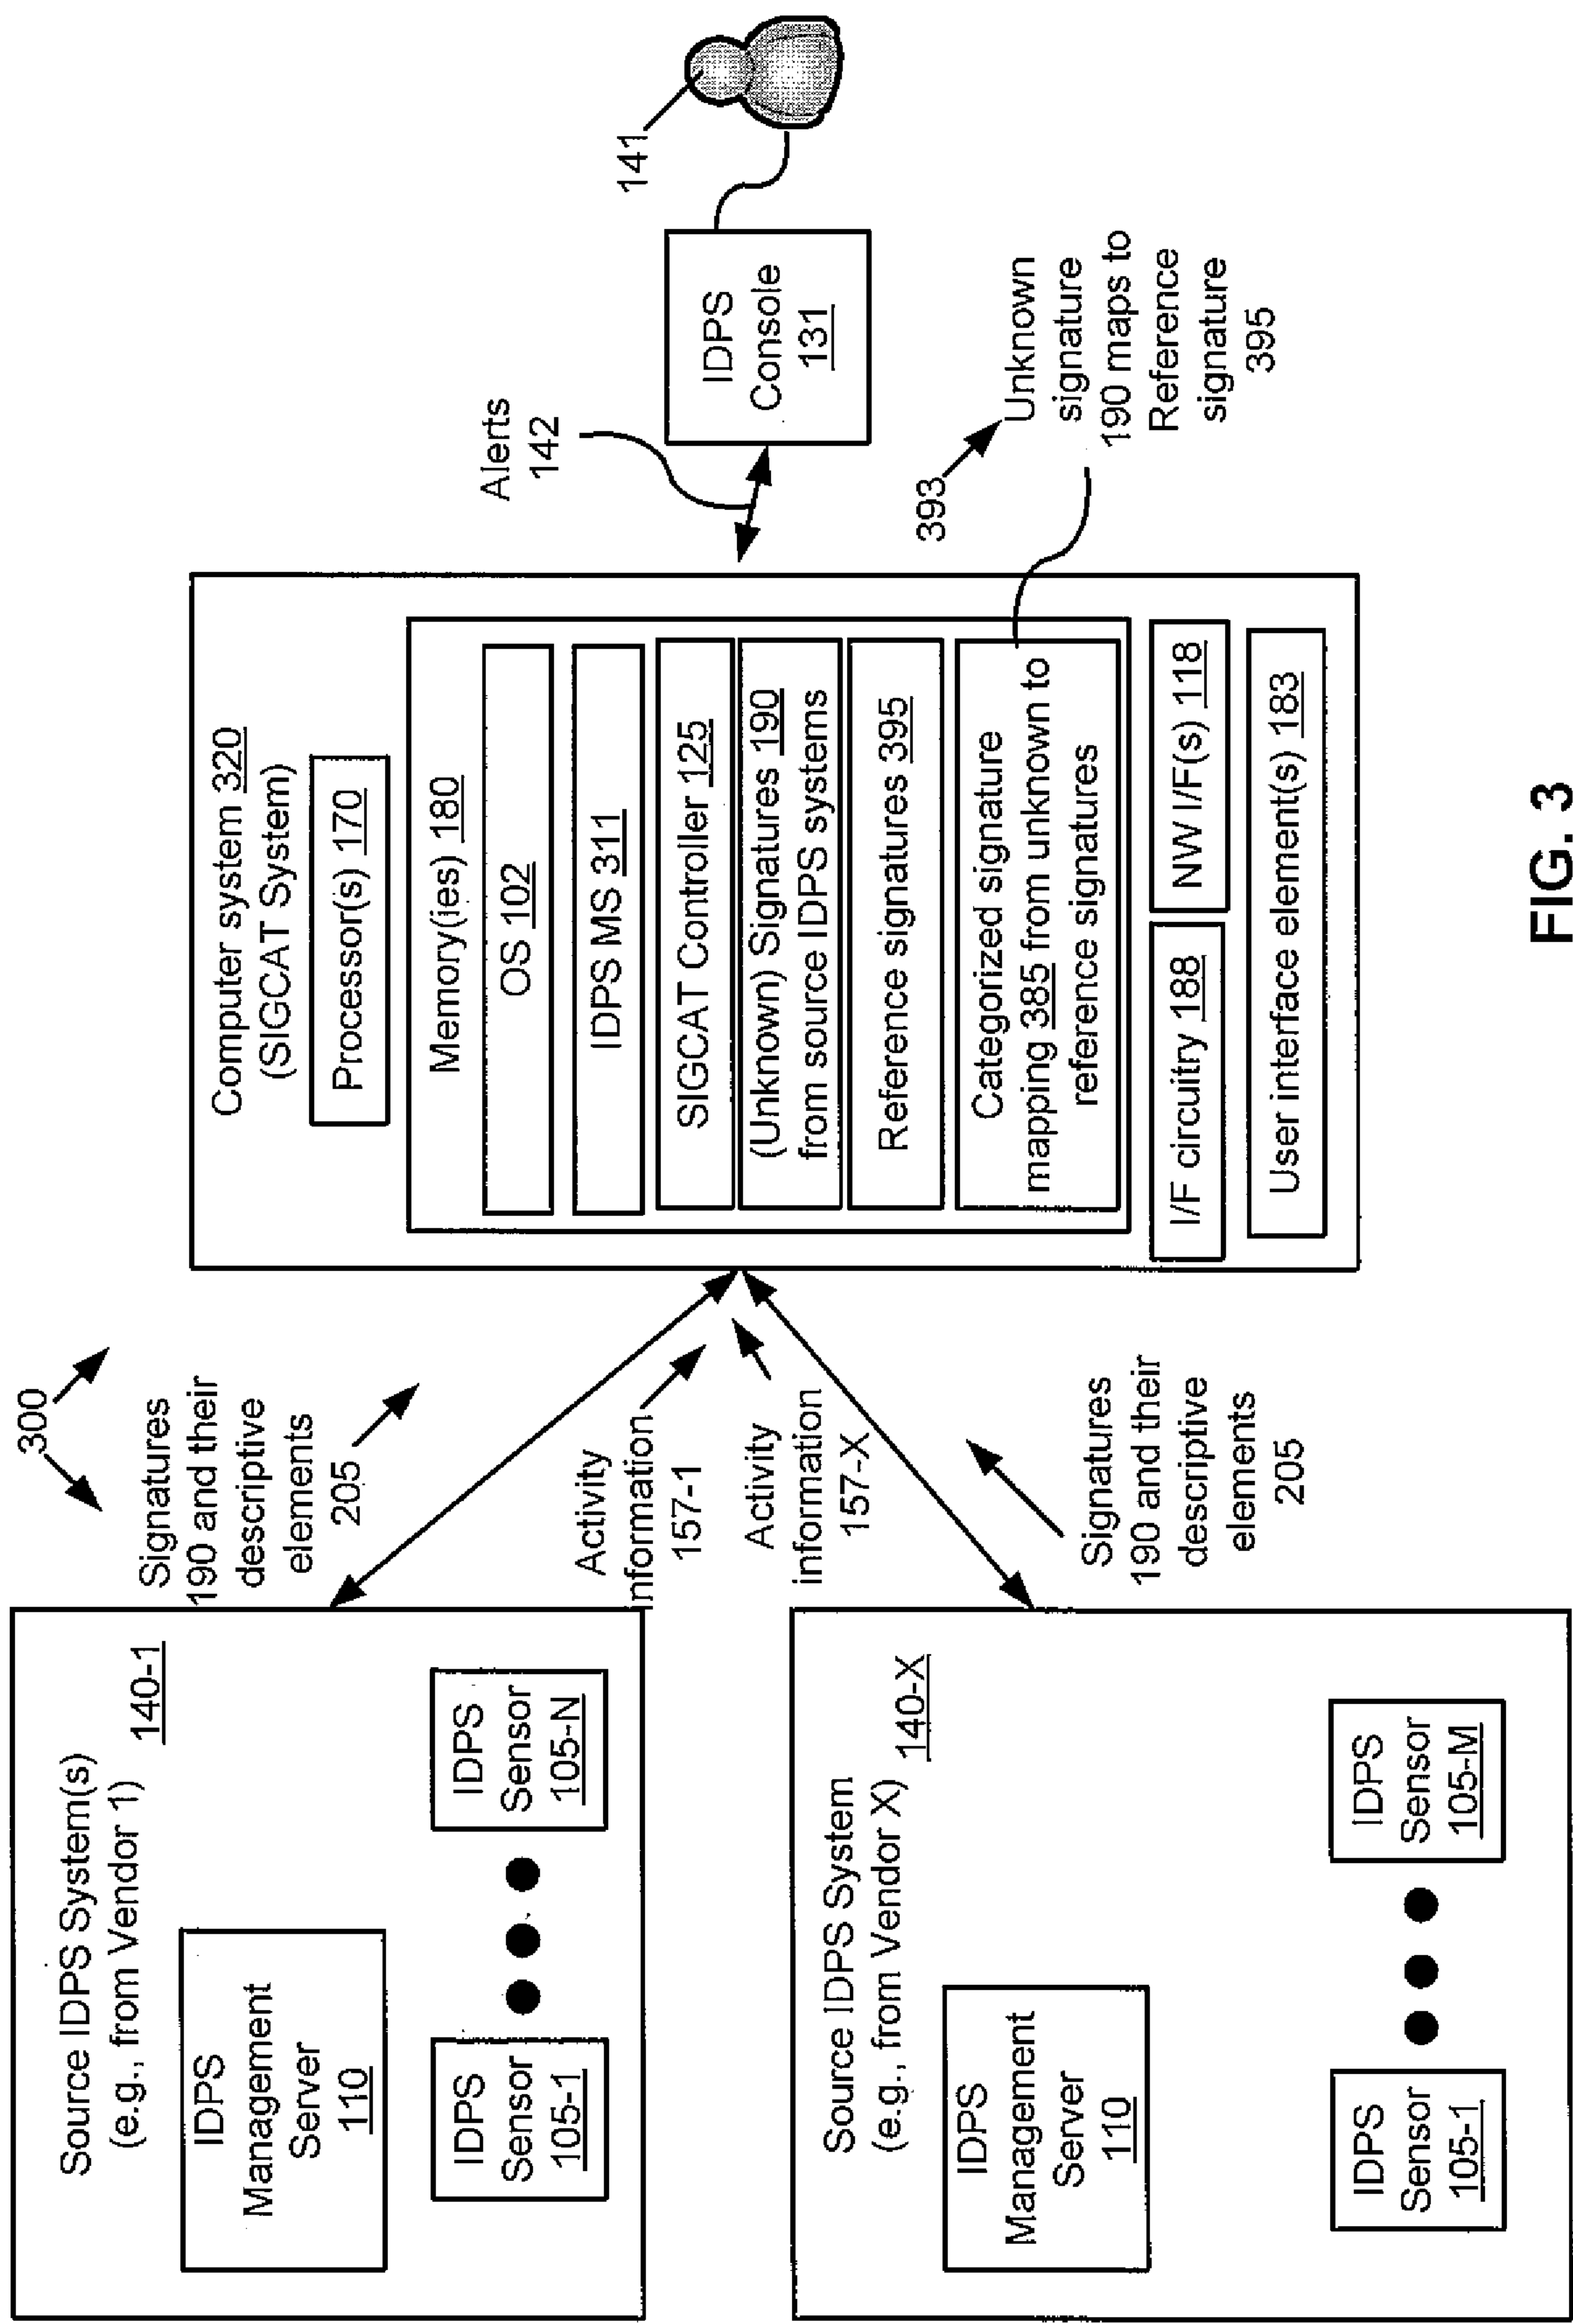 300
Source IDPS System(s)
(e.g., from Vendor 1)
140-1
IDPS
Management
Server
110
IDPS
Sensor
105-1
IDPS
Sensor
105-N
Signatures
190 and their
descriptive
elements
205
Activity
information
157-1
Activity
information
157-X
Signatures
190 and their
descriptive
elements
205
Source IDPS System
(e.g., from Vendor X)
140-X
IDPS
Management
Server
110
IDPS
Sensor
105-1
IDPS
Sensor
105-M
Computer system 320
(SIGCAT System)
Processor(s) 170
Memory(ies) 180
OS 102
IDPS MS 311
SIGCAT Controller 125
(Unknown) Signatures 190
from source IDPS systems
Reference signatures 395
Categorized signature
mapping 385 from unknown to
reference signatures
I/F circuitry 188
NW I/F(s) 118
User interface element(s) 183
Alerts
142
IDPS
Console
131
141
393
Unknown
signature
190 maps to
Reference
signature
395
FIG. 3